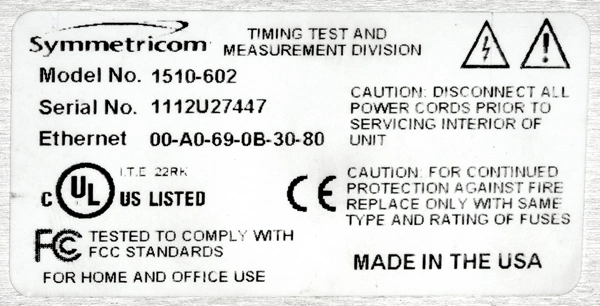 Symmetricom
TIMING TEST AND
MEASUREMENT DIVISION
Model No. 1510-602
Serial No. 1112U27447
Ethernet 00-A0-69-0B-30-80
CAUTION: DISCONNECT ALL
POWER CORDS PRIOR TO
SERVICING INTERIOR OF
UNIT
C UL US LISTED
I.T.E. 22RK
CE
CAUTION: FOR CONTINUED
PROTECTION AGAINST FIRE
REPLACE ONLY WITH SAME
TYPE AND RATING OF FUSES
FC
TESTED TO COMPLY WITH
FCC STANDARDS
FOR HOME AND OFFICE USE
MADE IN THE USA